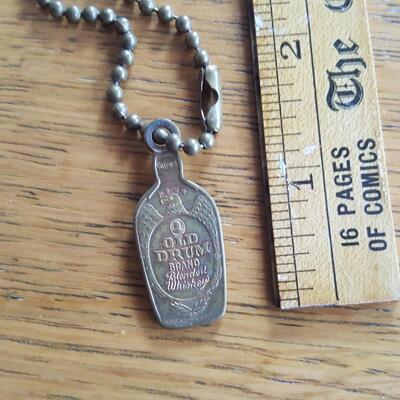 OLD
DRUM
BRAND
Blended
Whiskey
1
2
16 PAGES
OF COMICS
The